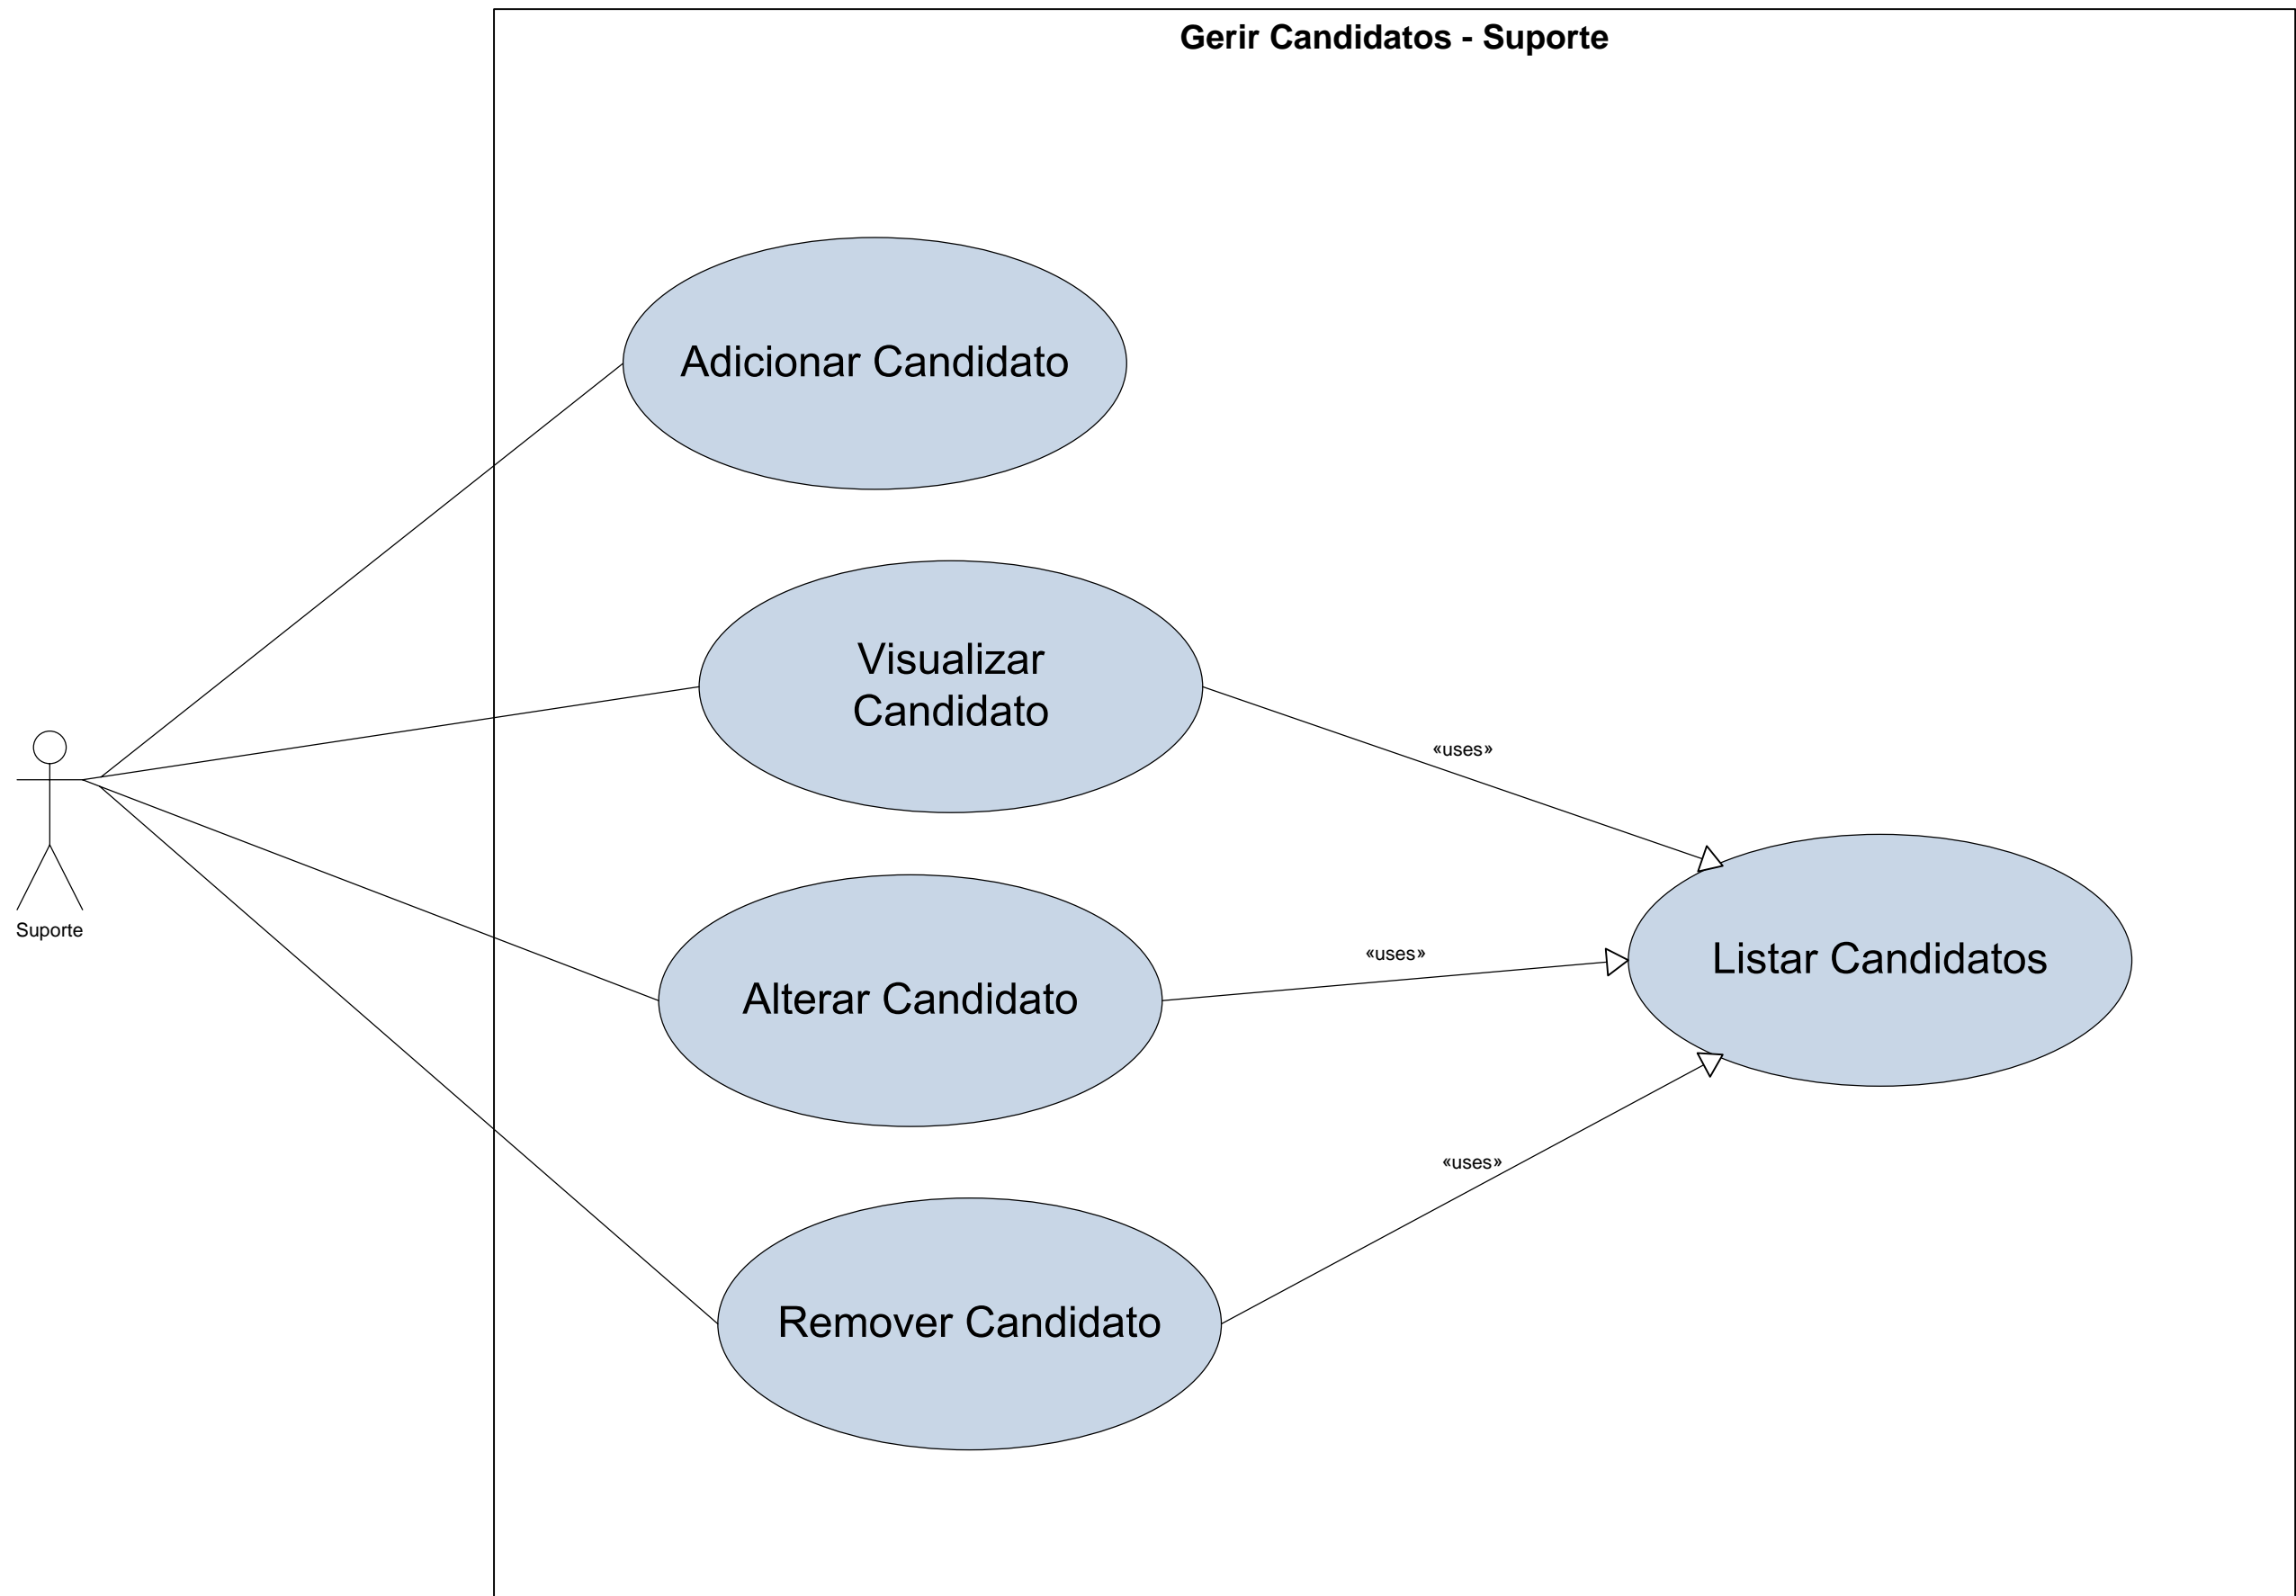 Gerir Candidatos - Suporte
Adicionar Candidato
Visualizar
Candidato
«uses»
Suporte
Alterar Candidato
«uses»
Listar Candidatos
Remover Candidato
«uses»